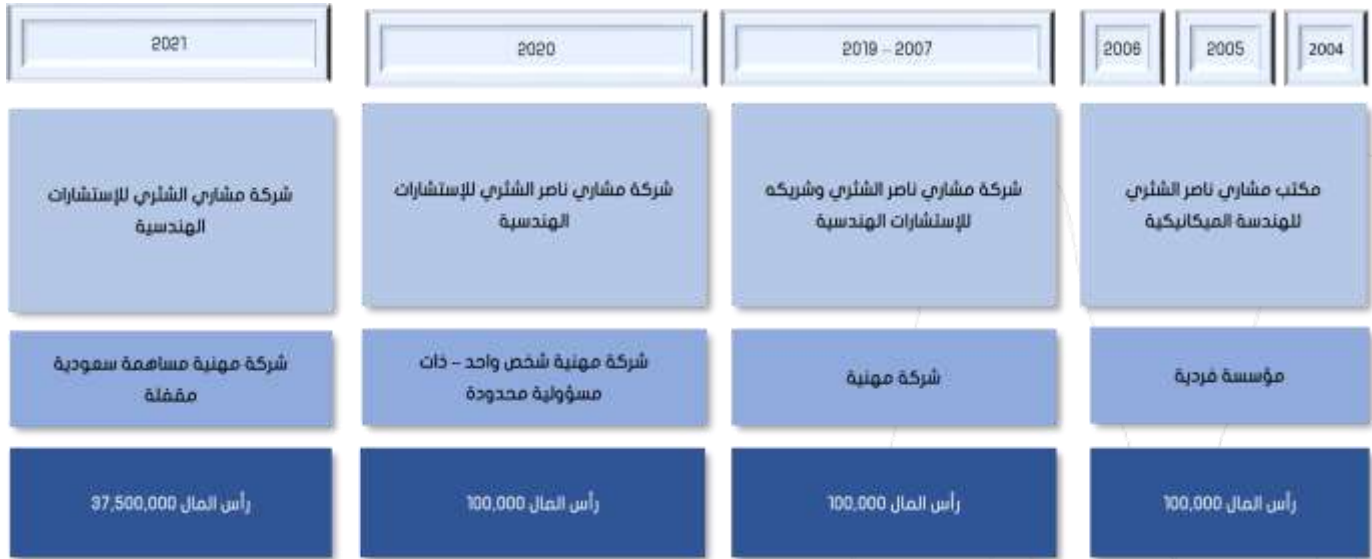 2004
2005
2006
2007 – 2019
2020
2021
مكتب مشاري ناصر الشثري
للهندسة الميكانيكية
شركة مشاري ناصر الشثري وشريكه
للإستشارات الهندسية
شركة مشاري ناصر الشثري للإستشارات
الهندسية
شركة مشاري الشثري للإستشارات
الهندسية
مؤسسة فردية
شركة مهنية
شركة مهنية شخص واحد – ذات
مسؤولية محدودة
شركة مهنية مساهمة سعودية
مقفلة
رأس المال 100,000
رأس المال 100,000
رأس المال 100,000
رأس المال 37,500,000